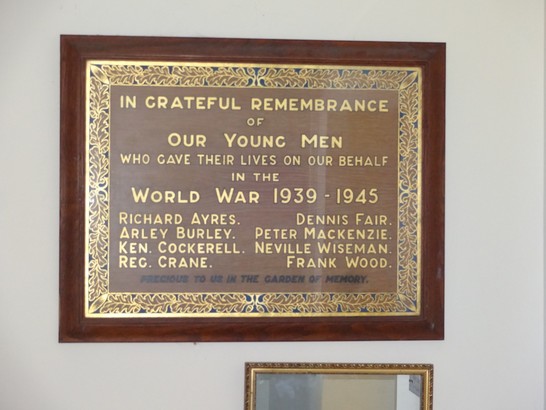 IN GRATEFUL REMEMBRANCE
OF
OUR YOUNG MEN
WHO GAVE THEIR LIVES ON OUR BEHALF
IN THE
WORLD WAR 1939-1945
RICHARD AYRES. DENNIS FAIR.
ARLEY BURLEY. PETER MACKENZIE.
KEN. COCKERELL. NEVILLE WISEMAN.
REG. CRANE. FRANK WOOD.
PRECIOUS TO US IN THE GARDEN OF MEMORY.